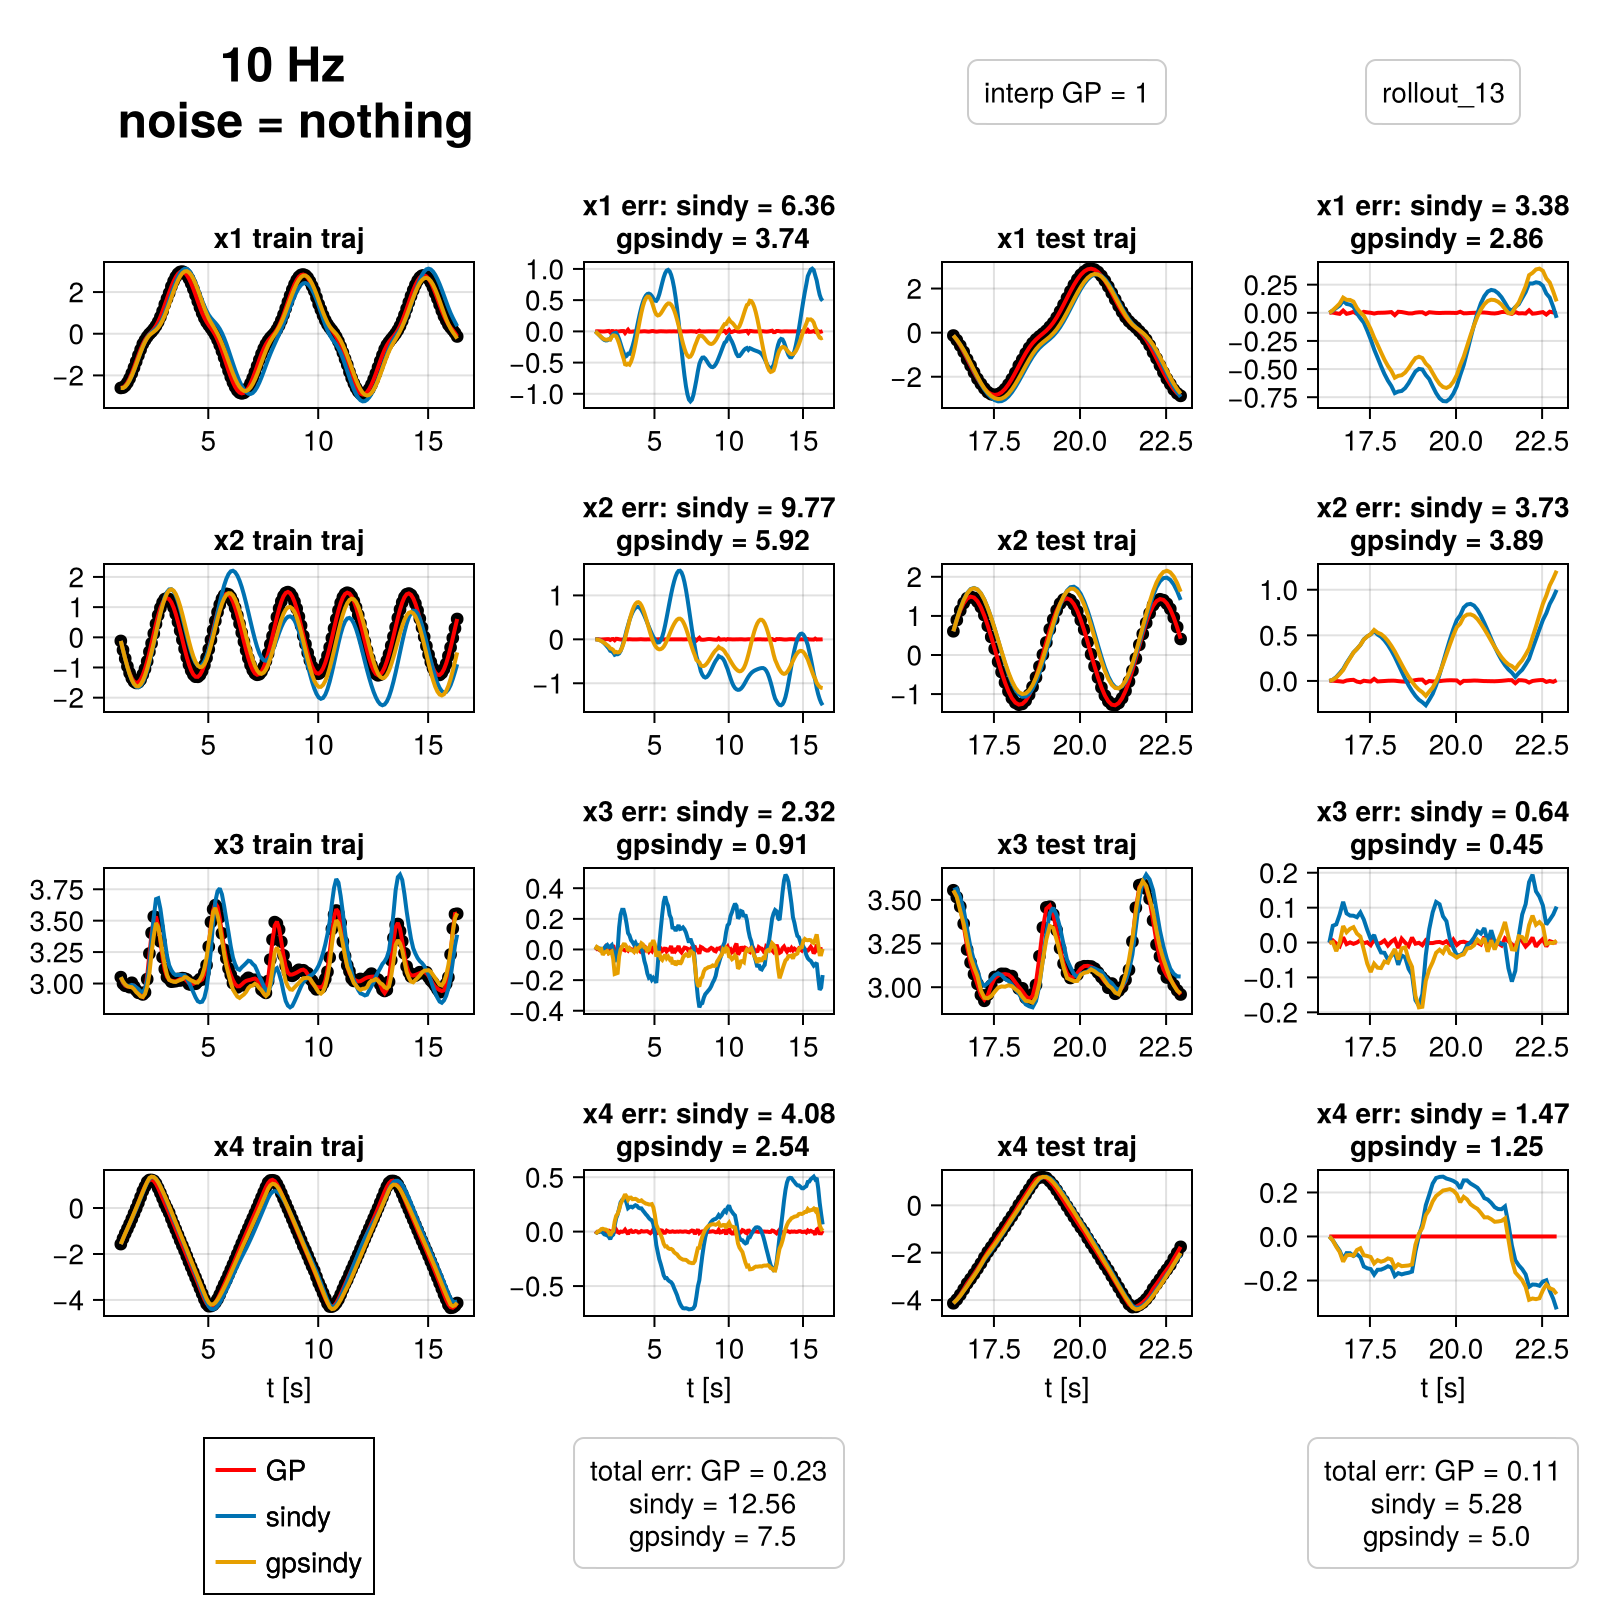 10 Hz
noise = nothing
interp GP = 1
rollout_13
x1 train traj
2
0
−2
5
10
15
x1 err: sindy = 6.36
gpsindy = 3.74
1.0
0.5
0.0
−0.5
−1.0
5
10
15
x1 test traj
2
0
−2
17.5
20.0
22.5
x1 err: sindy = 3.38
gpsindy = 2.86
0.25
0.00
−0.25
−0.50
−0.75
17.5
20.0
22.5
x2 train traj
2
1
0
−1
−2
5
10
15
x2 err: sindy = 9.77
gpsindy = 5.92
1
0
−1
5
10
15
x2 test traj
2
1
0
−1
17.5
20.0
22.5
x2 err: sindy = 3.73
gpsindy = 3.89
1.0
0.5
0.0
17.5
20.0
22.5
x3 train traj
3.75
3.50
3.25
3.00
5
10
15
x3 err: sindy = 2.32
gpsindy = 0.91
0.4
0.2
0.0
−0.2
−0.4
5
10
15
x3 test traj
3.50
3.25
3.00
17.5
20.0
22.5
x3 err: sindy = 0.64
gpsindy = 0.45
0.2
0.1
0.0
−0.1
−0.2
17.5
20.0
22.5
x4 train traj
0
−2
−4
5
10
15
t [s]
x4 err: sindy = 4.08
gpsindy = 2.54
0.5
0.0
−0.5
5
10
15
t [s]
x4 test traj
0
−2
−4
17.5
20.0
22.5
t [s]
x4 err: sindy = 1.47
gpsindy = 1.25
0.2
0.0
−0.2
17.5
20.0
22.5
t [s]
GP
sindy
gpsindy
total err: GP = 0.23
sindy = 12.56
gpsindy = 7.5
total err: GP = 0.11
sindy = 5.28
gpsindy = 5.0